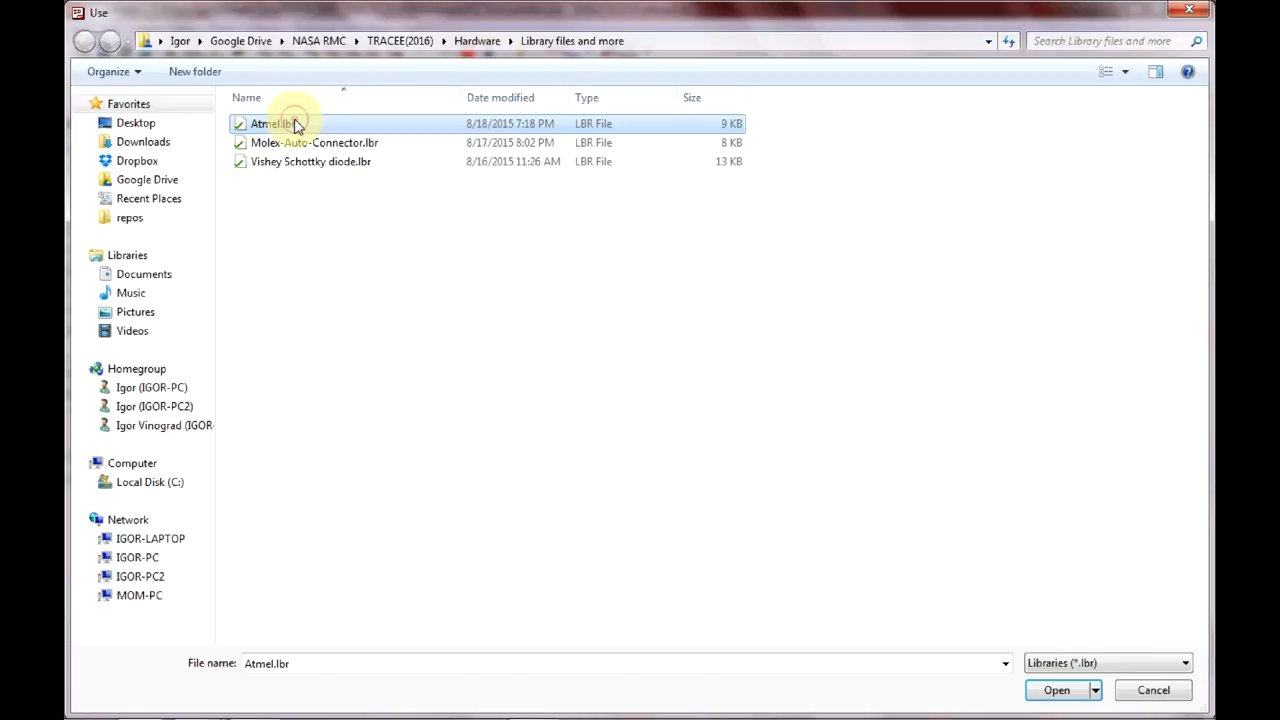 Use
Igor Google Drive NASA RMC TRACEE(2016) Hardware Library files and more Search Library files and more
Organize New folder
Name Date modified Type Size
Favorites
Desktop
Downloads
Dropbox
Google Drive
Recent Places
repos
Libraries
Documents
Music
Pictures
Videos
Homegroup
Igor (IGOR-PC)
Igor (IGOR-PC2)
Igor Vinograd (IGOR-
Computer
Local Disk (C:)
Network
IGOR-LAPTOP
IGOR-PC
IGOR-PC2
MOM-PC
Atmel.lbr 8/18/2015 7:18 PM LBR File 9 KB
Molex-Auto-Connector.lbr 8/17/2015 8:02 PM LBR File 8 KB
Vishey Schottky diode.lbr 8/16/2015 11:26 AM LBR File 13 KB
File name: Atmel.lbr Libraries (*.lbr)
Open Cancel